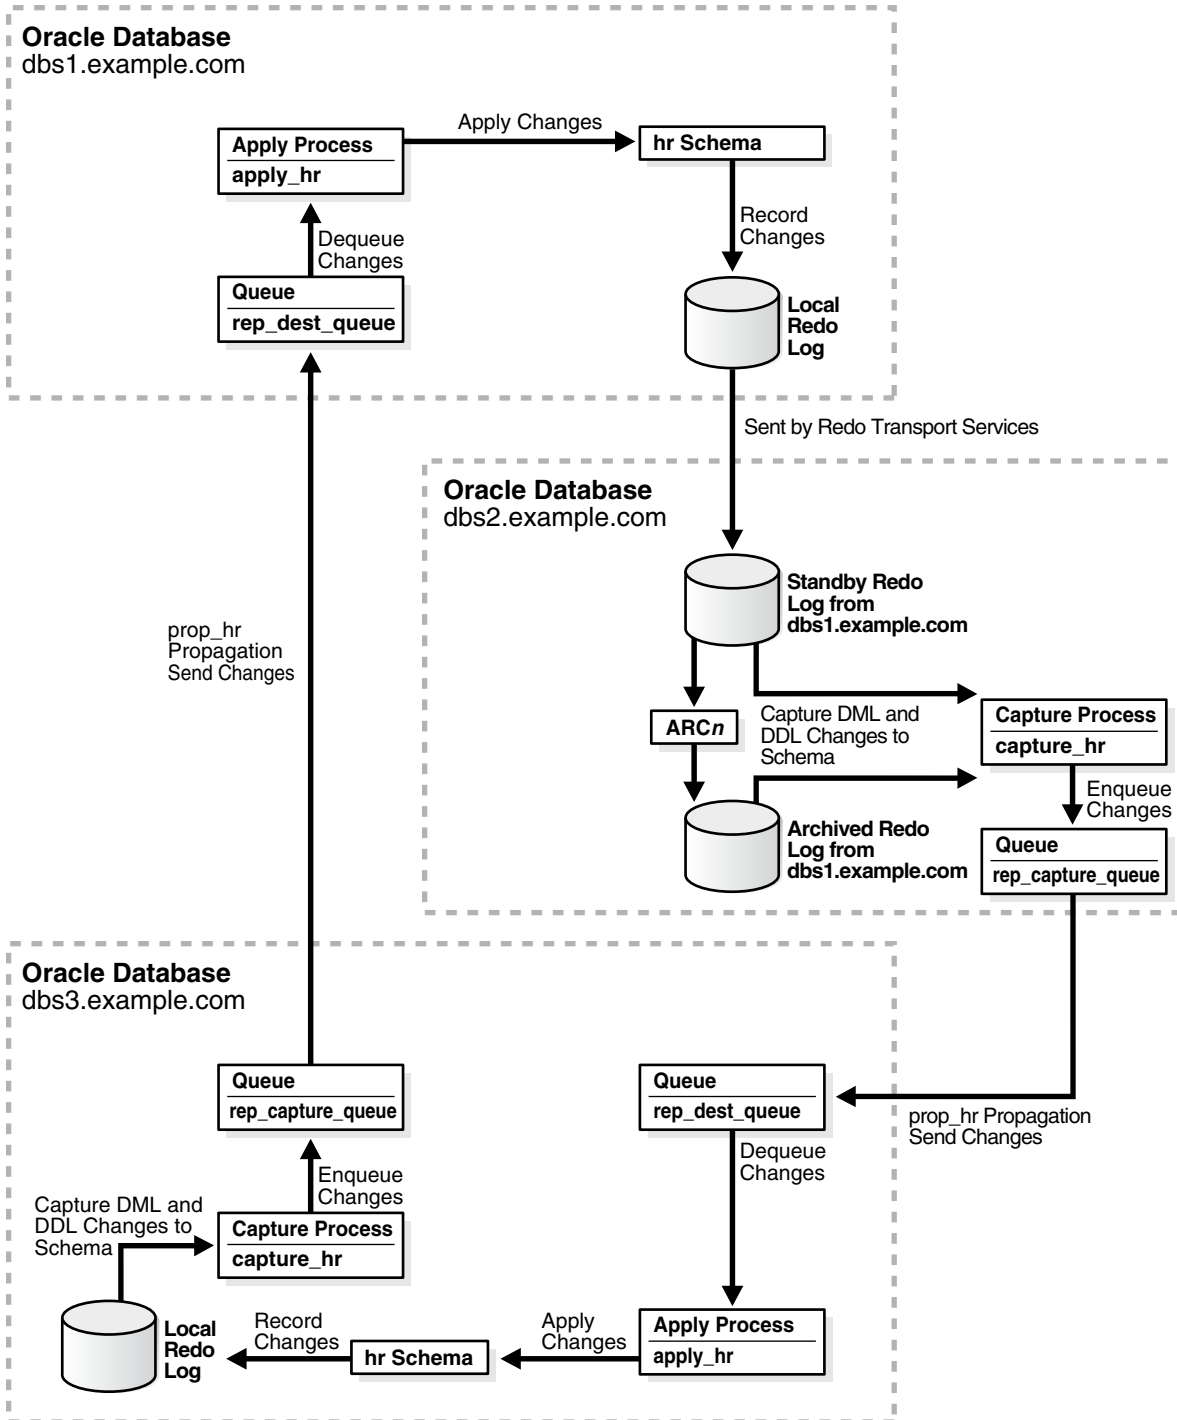 Oracle Database
dbs1.example.com
Apply Process
apply_hr
Apply Changes
hr Schema
Dequeue
Changes
Record
Changes
Queue
rep_dest_queue
Local
Redo
Log
Sent by Redo Transport Services
Oracle Database
dbs2.example.com
Standby Redo
Log from
dbs1.example.com
prop_hr
Propagation
Send Changes
ARCn
Capture DML and
DDL Changes to
Schema
Capture Process
capture_hr
Enqueue
Changes
Archived Redo
Log from
dbs1.example.com
Queue
rep_capture_queue
Oracle Database
dbs3.example.com
Queue
rep_capture_queue
Queue
rep_dest_queue
prop_hr Propagation
Send Changes
Enqueue
Changes
Dequeue
Changes
Capture DML and
DDL Changes to
Schema
Capture Process
capture_hr
Local
Redo
Log
Record
Changes
hr Schema
Apply
Changes
Apply Process
apply_hr